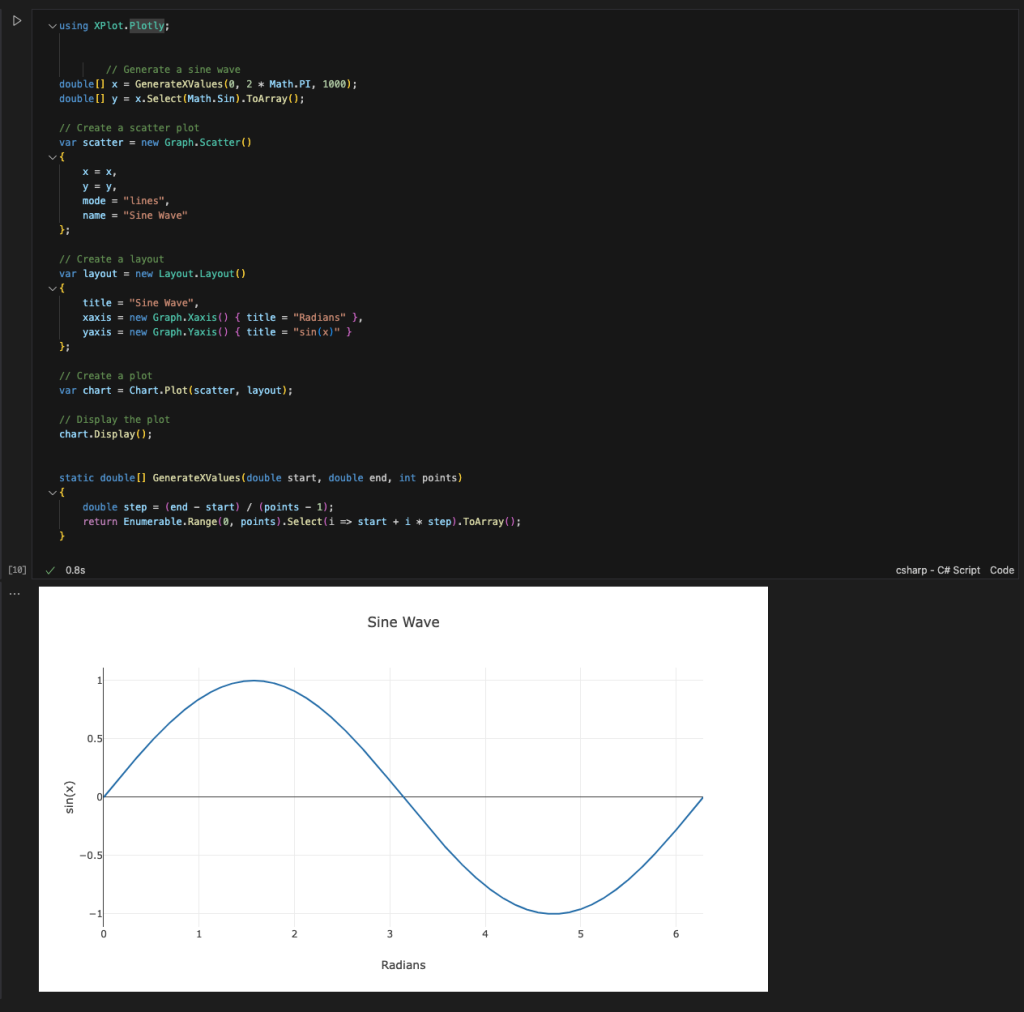 using XPlot.Plotly;
// Generate a sine wave
double[] x = GenerateXValues(0, 2 * Math.PI, 1000);
double[] y = x.Select(Math.Sin).ToArray();
// Create a scatter plot
var scatter = new Graph.Scatter()
{
x = x,
y = y,
mode = "lines",
name = "Sine Wave"
};
// Create a layout
var layout = new Layout.Layout()
{
title = "Sine Wave",
xaxis = new Graph.Xaxis() { title = "Radians" },
yaxis = new Graph.Yaxis() { title = "sin(x)" }
};
// Create a plot
var chart = Chart.Plot(scatter, layout);
// Display the plot
chart.Display();
static double[] GenerateXValues(double start, double end, int points)
{
double step = (end - start) / (points - 1);
return Enumerable.Range(0, points).Select(i => start + i * step).ToArray();
}
[10] ✓ 0.8s csharp - C# Script Code
...
Sine Wave
1
0.5
0
−0.5
−1
sin(x)
0 1 2 3 4 5 6
Radians